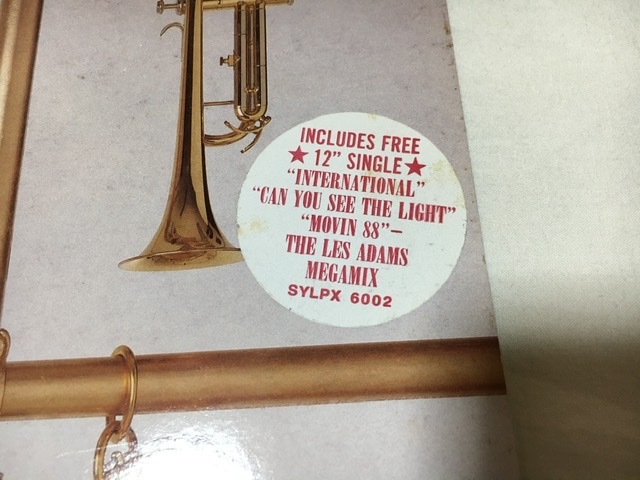 INCLUDES FREE
★ 12” SINGLE ★
“INTERNATIONAL”
“CAN YOU SEE THE LIGHT”
“MOVIN 88”–
THE LES ADAMS
MEGAMIX
SYLPX 6002